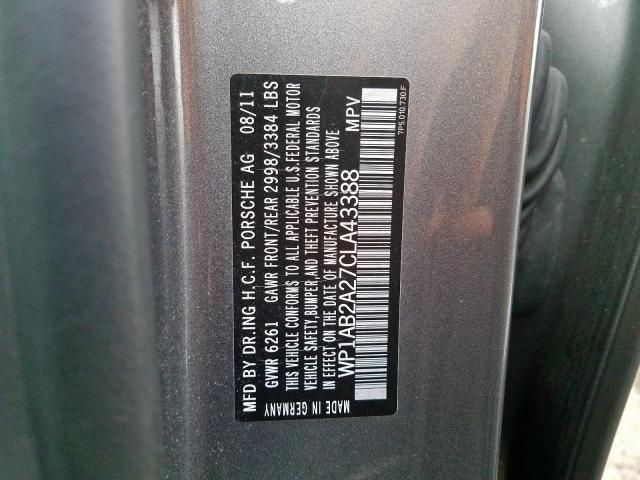 MFD BY DR.ING H.C.F. PORSCHE AG 08/11
GVWR 6261 GAWR FRONT/REAR 2998/3384 LBS
THIS VEHICLE CONFORMS TO ALL APPLICABLE U.S.FEDERAL MOTOR
VEHICLE SAFETY,BUMPER,AND THEFT PREVENTION STANDARDS
IN EFFECT ON THE DATE OF MANUFACTURE SHOWN ABOVE
WP1AB2A27CLA43388 MPV
MADE IN GERMANY
7P5.010.730.F